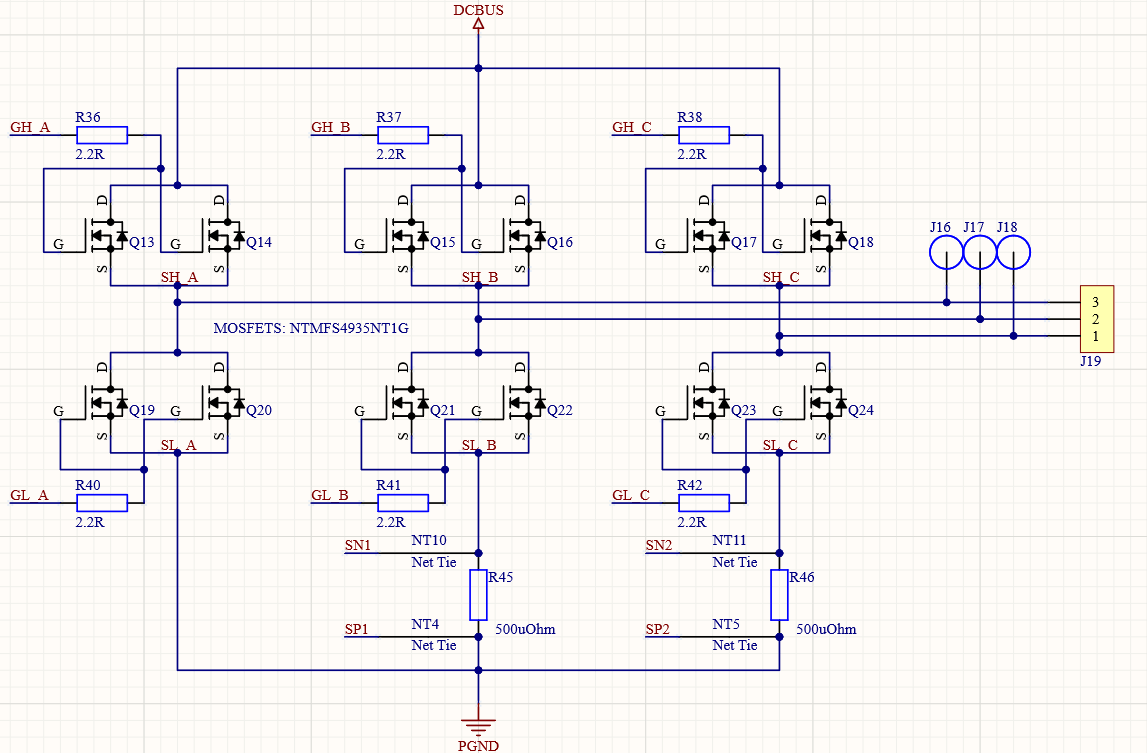 DCBUS
R36 R37 R38
GH_A GH_B GH_C
2.2R 2.2R 2.2R
D D D D D D
J16 J17 J18
G Q13 G Q14 G Q15 G Q16 G Q17 G Q18
S S S S S S
SH_A SH_B SH_C
3
2
1
MOSFETS: NTMFS4935NT1G
J19
D D D D D D
G Q19 G Q20 G Q21 G Q22 G Q23 G Q24
S S S S S S
SL_A SL_B SL_C
R40 R41 R42
GL_A GL_B GL_C
2.2R 2.2R 2.2R
SN1 NT10 SN2 NT11
Net Tie Net Tie
R45 R46
SP1 NT4 500uOhm SP2 NT5 500uOhm
Net Tie Net Tie
PGND